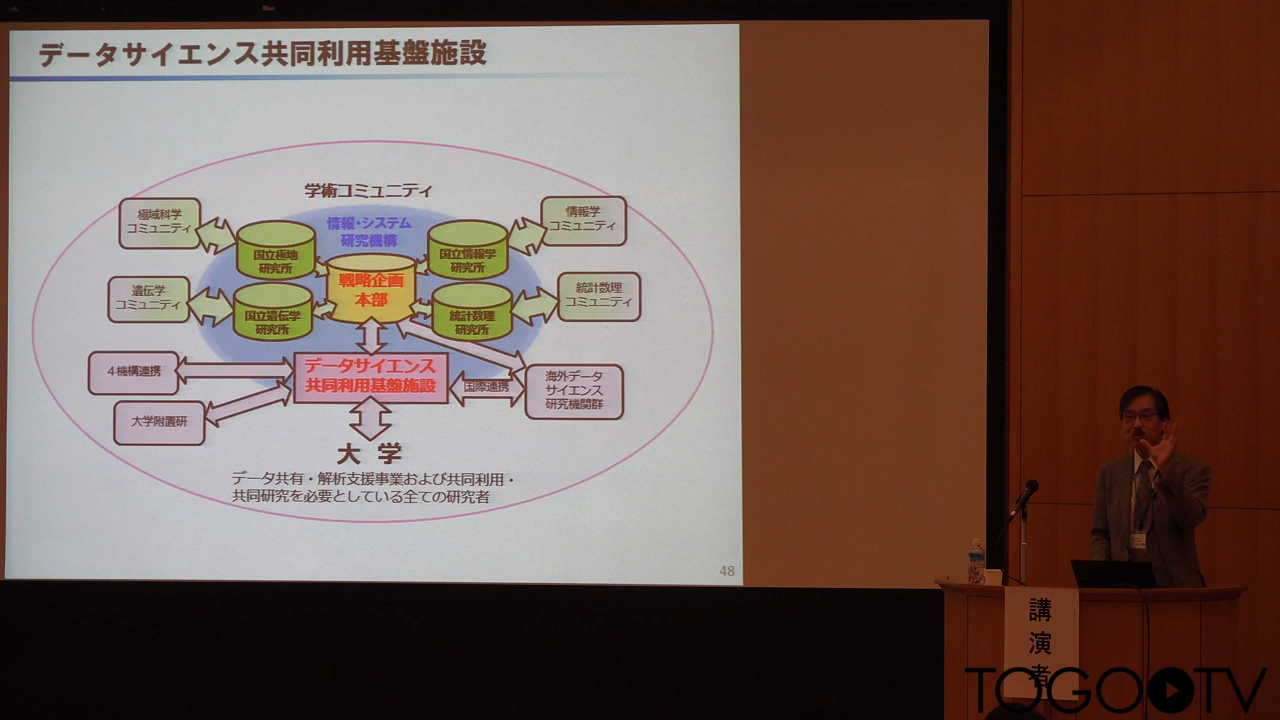 データサイエンス共同利用基盤施設
学術コミュニティ
極域科学
コミュニティ
情報・システム
研究機構
情報学
コミュニティ
国立極地
研究所
国立情報学
研究所
戦略企画
本部
遺伝学
コミュニティ
国立遺伝学
研究所
統計数理
研究所
統計数理
コミュニティ
4機構連携
データサイエンス
共同利用基盤施設
国際連携
海外データ
サイエンス
研究機関群
大学附置研
大 学
データ共有・解析支援事業および共同利用・
共同研究を必要としている全ての研究者
48
講
演
者
TOGOTV